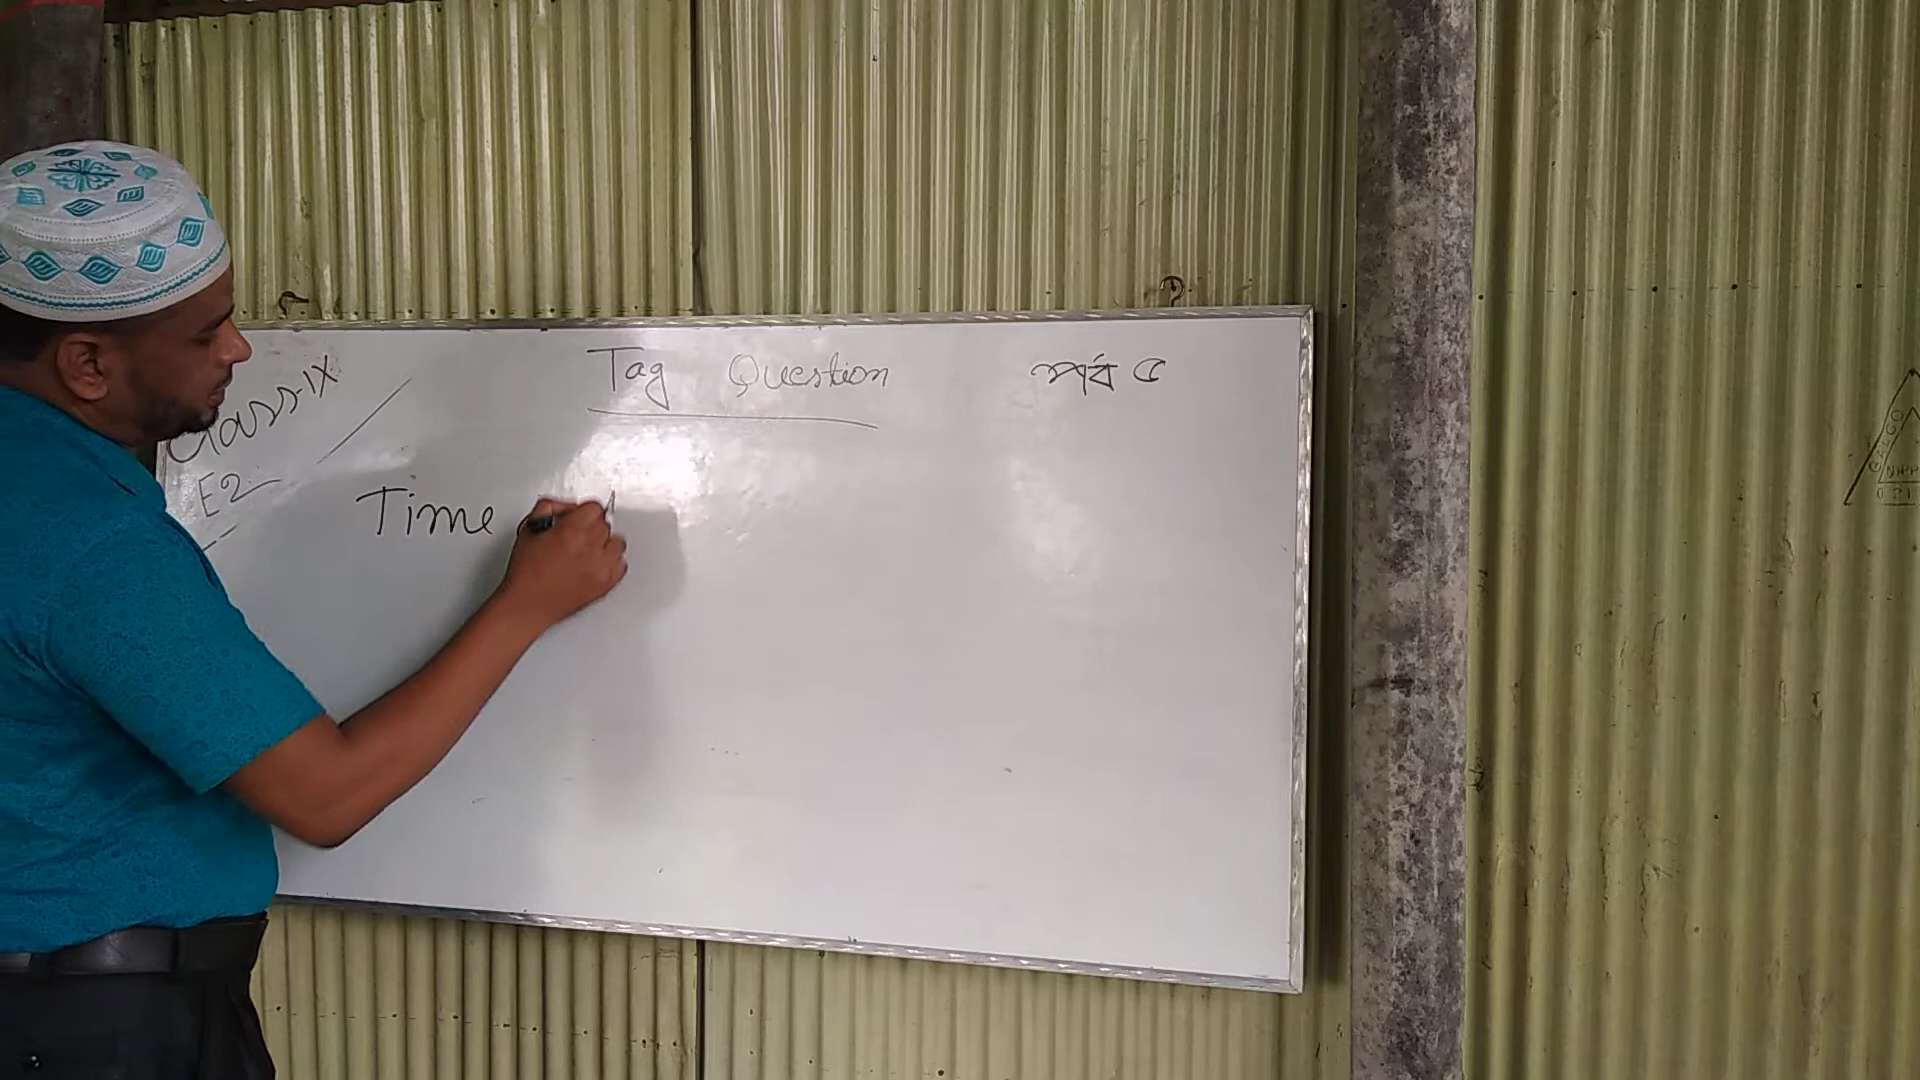 Tag Question পর্ব ৫
Class-IX
E2
Time